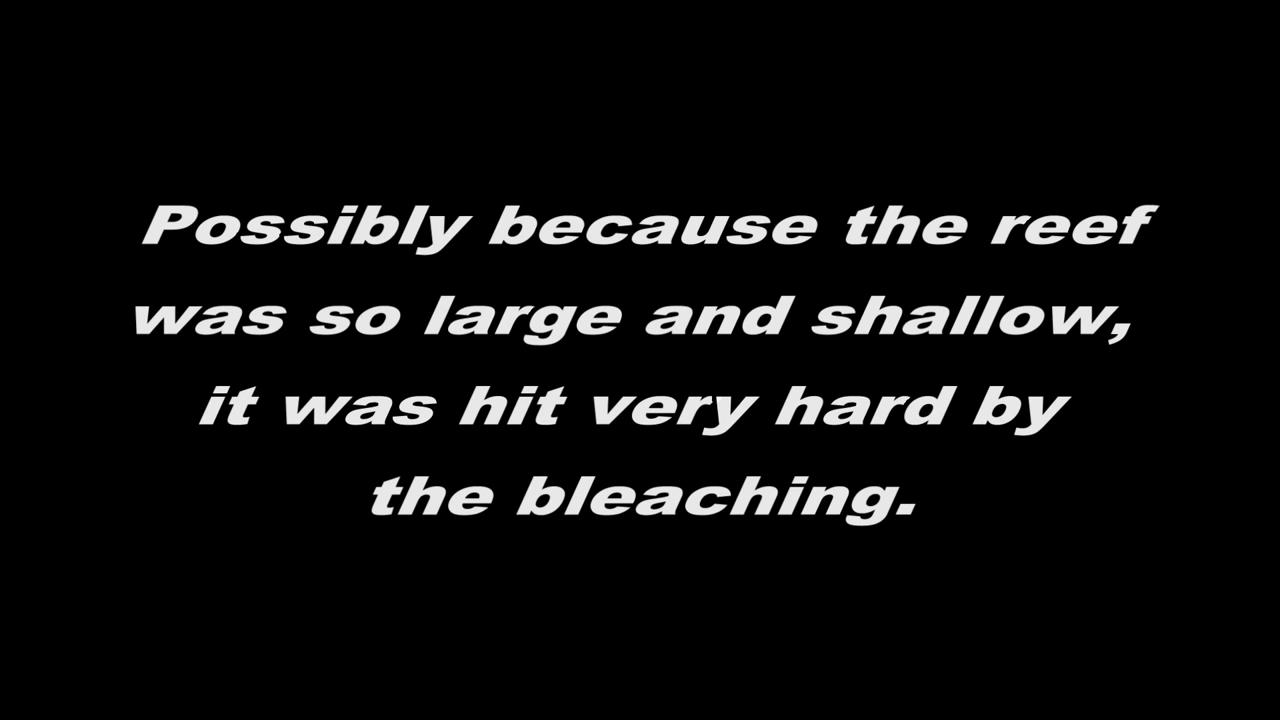 Possibly because the reef
was so large and shallow,
it was hit very hard by
the bleaching.